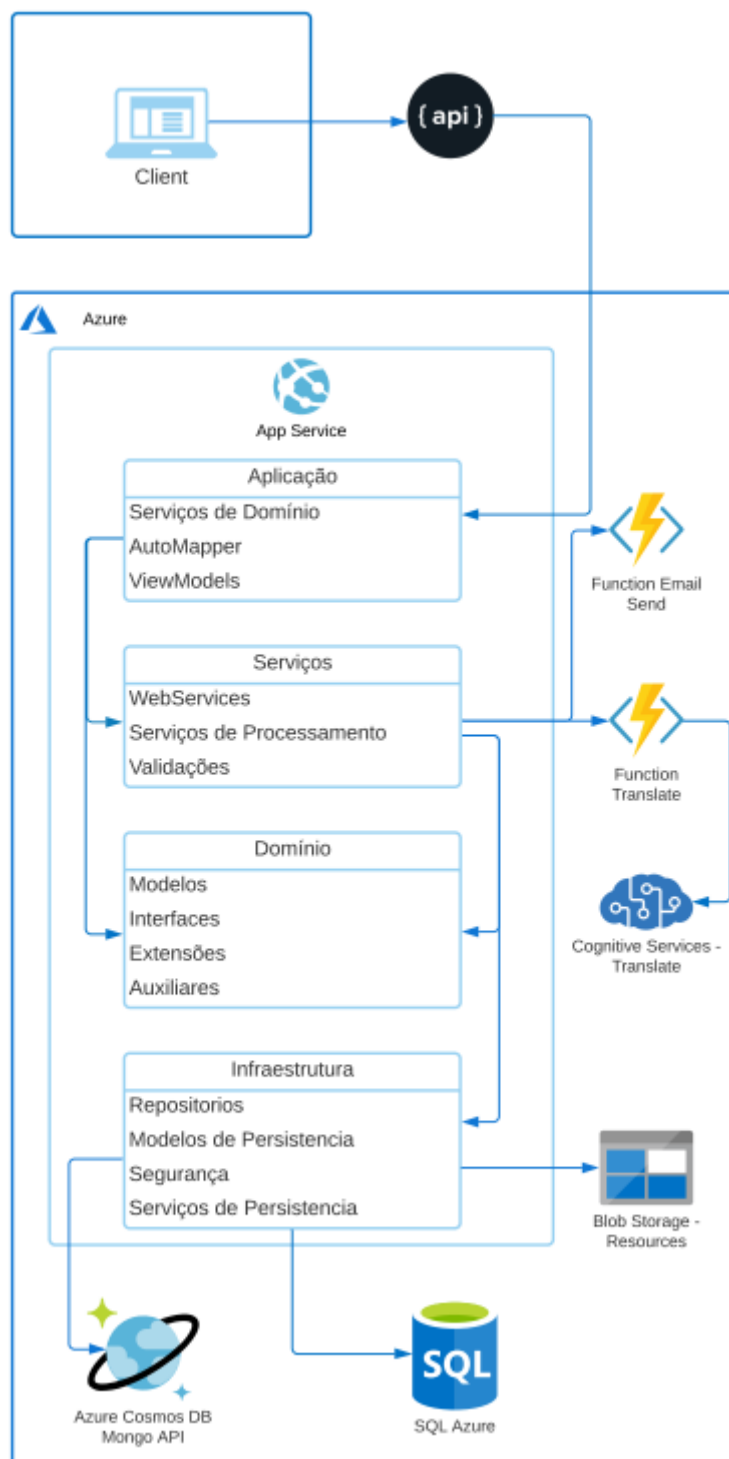 {api}
Client
Azure
App Service
Aplicação
Serviços de Domínio
AutoMapper
ViewModels
Function Email
Send
Serviços
WebServices
Serviços de Processamento
Validações
Function
Translate
Domínio
Modelos
Interfaces
Extensões
Auxiliares
Cognitive Services -
Translate
Infraestrutura
Repositorios
Modelos de Persistencia
Segurança
Serviços de Persistencia
Blob Storage -
Resources
Azure Cosmos DB
Mongo API
SQL
SQL Azure